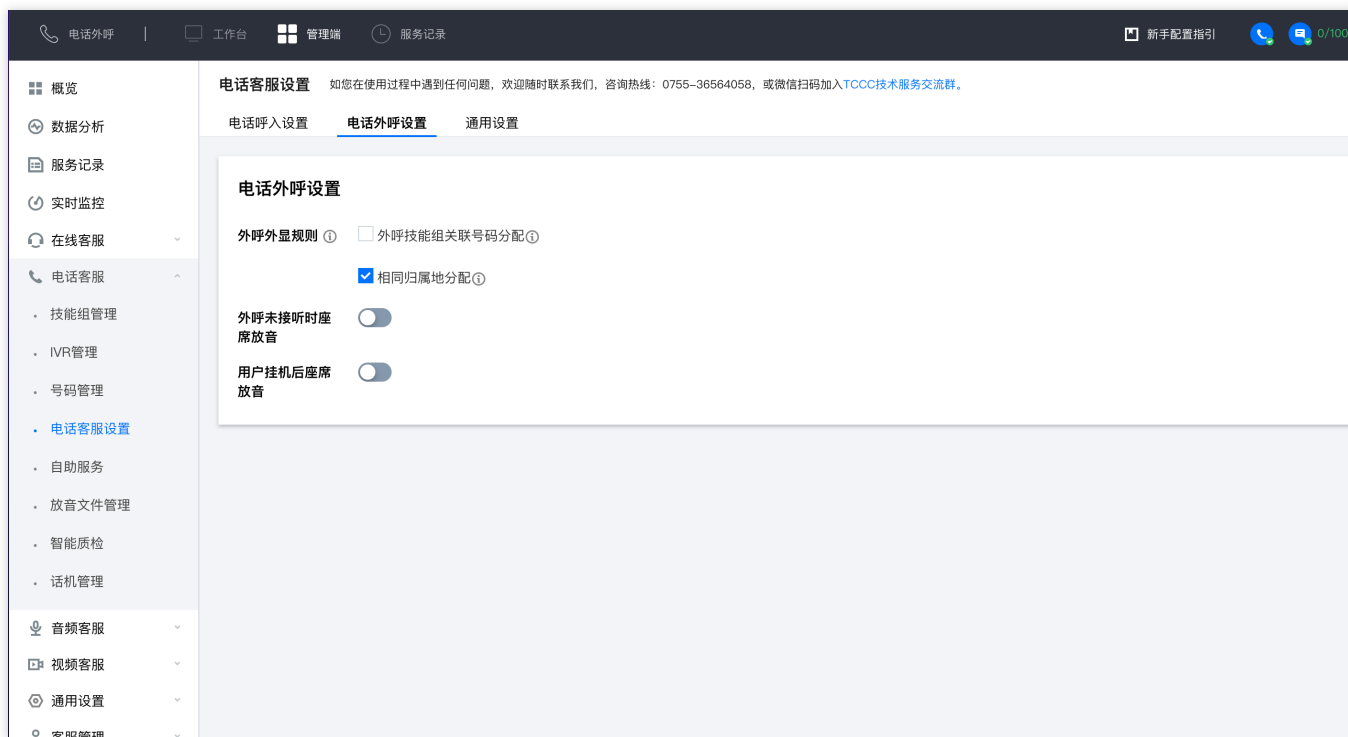 电话外呼 | 工作台 管理端 服务记录 新手配置指引 0/100
概览
数据分析
服务记录
实时监控
在线客服
电话客服
技能组管理
IVR管理
号码管理
电话客服设置
自助服务
放音文件管理
智能质检
话机管理
音频客服
视频客服
通用设置
客服管理
电话客服设置 如您在使用过程中遇到任何问题，欢迎随时联系我们，咨询热线：0755-36564058，或微信扫码加入TCCC技术服务交流群。
电话呼入设置 电话外呼设置 通用设置
电话外呼设置
外呼外显规则 外呼技能组关联号码分配
相同归属地分配
外呼未接听时座
席放音
用户挂机后座席
放音